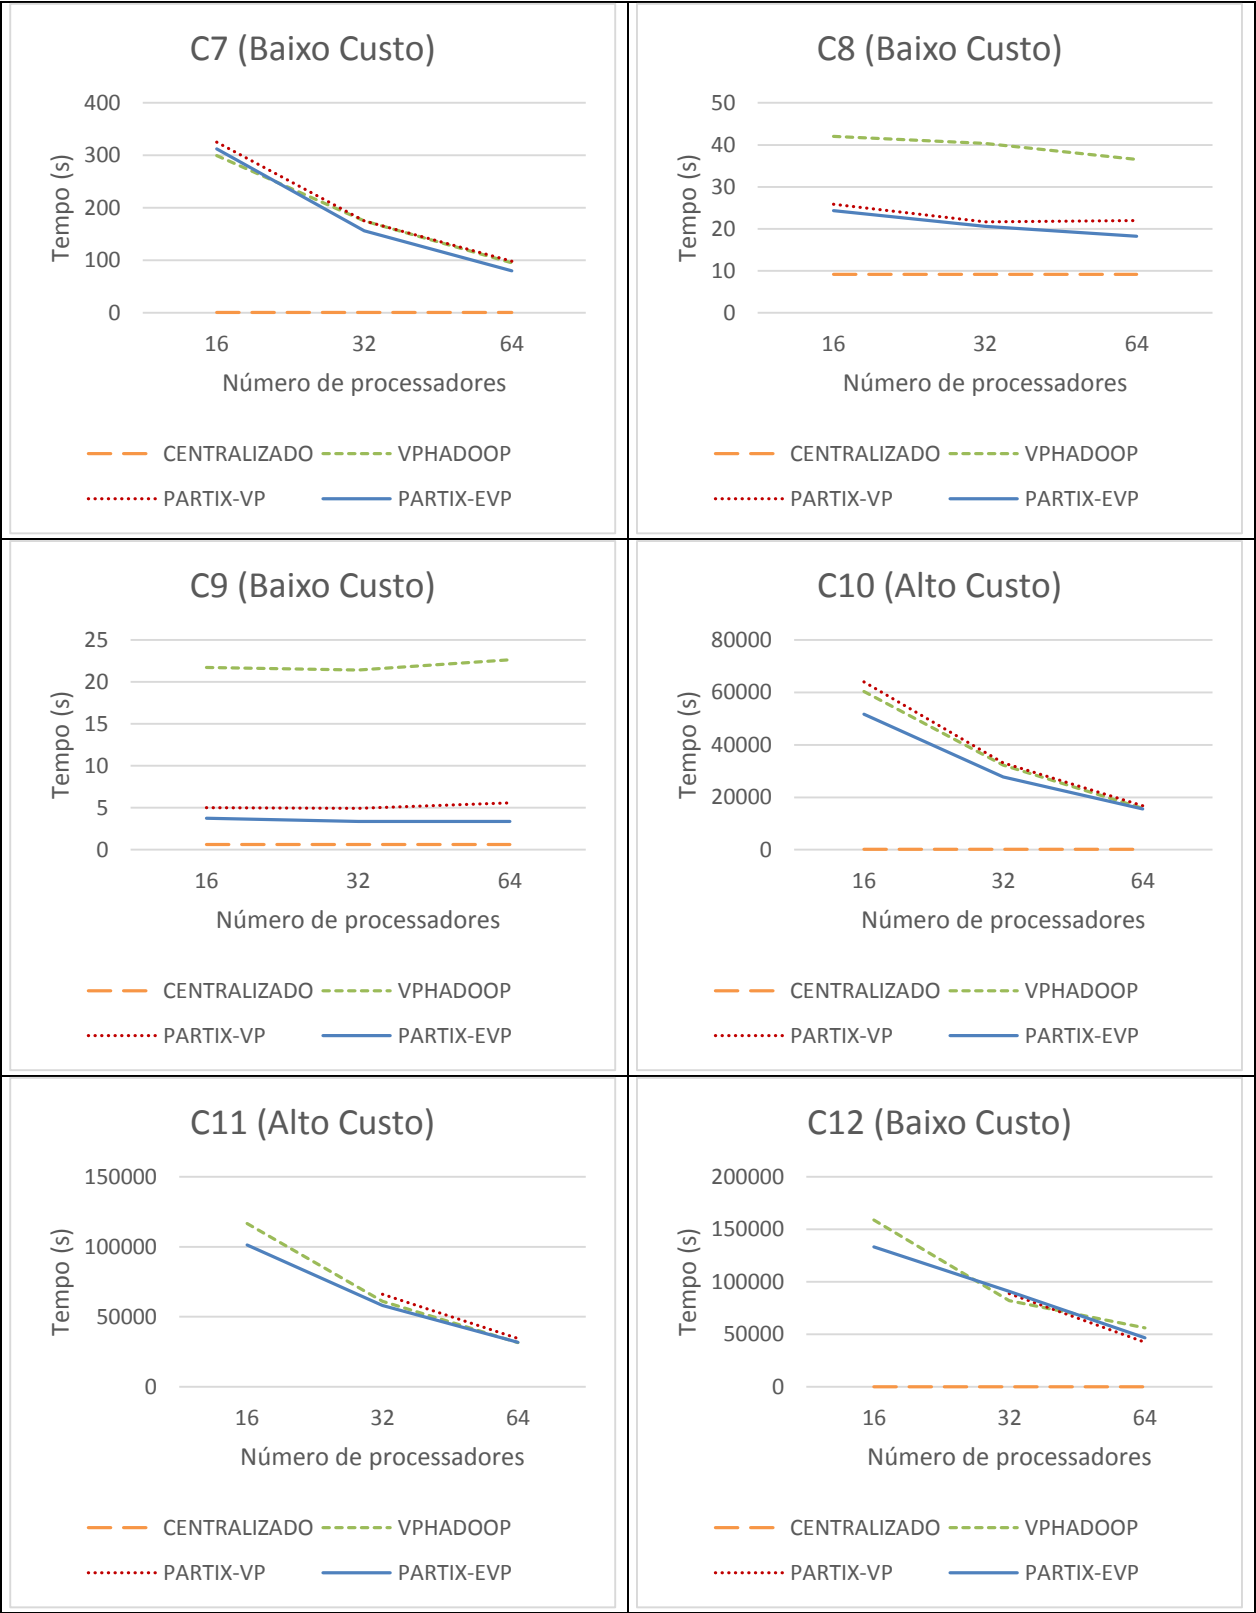 C7 (Baixo Custo)
400
300
200
100
0
Tempo (s)
16 32 64
Número de processadores
CENTRALIZADO VPHADOOP
PARTIX-VP PARTIX-EVP
C8 (Baixo Custo)
50
40
30
20
10
0
Tempo (s)
16 32 64
Número de processadores
CENTRALIZADO VPHADOOP
PARTIX-VP PARTIX-EVP
C9 (Baixo Custo)
25
20
15
10
5
0
Tempo (s)
16 32 64
Número de processadores
CENTRALIZADO VPHADOOP
PARTIX-VP PARTIX-EVP
C10 (Alto Custo)
80000
60000
40000
20000
0
Tempo (s)
16 32 64
Número de processadores
CENTRALIZADO VPHADOOP
PARTIX-VP PARTIX-EVP
C11 (Alto Custo)
150000
100000
50000
0
Tempo (s)
16 32 64
Número de processadores
CENTRALIZADO VPHADOOP
PARTIX-VP PARTIX-EVP
C12 (Baixo Custo)
200000
150000
100000
50000
0
Tempo (s)
16 32 64
Número de processadores
CENTRALIZADO VPHADOOP
PARTIX-VP PARTIX-EVP